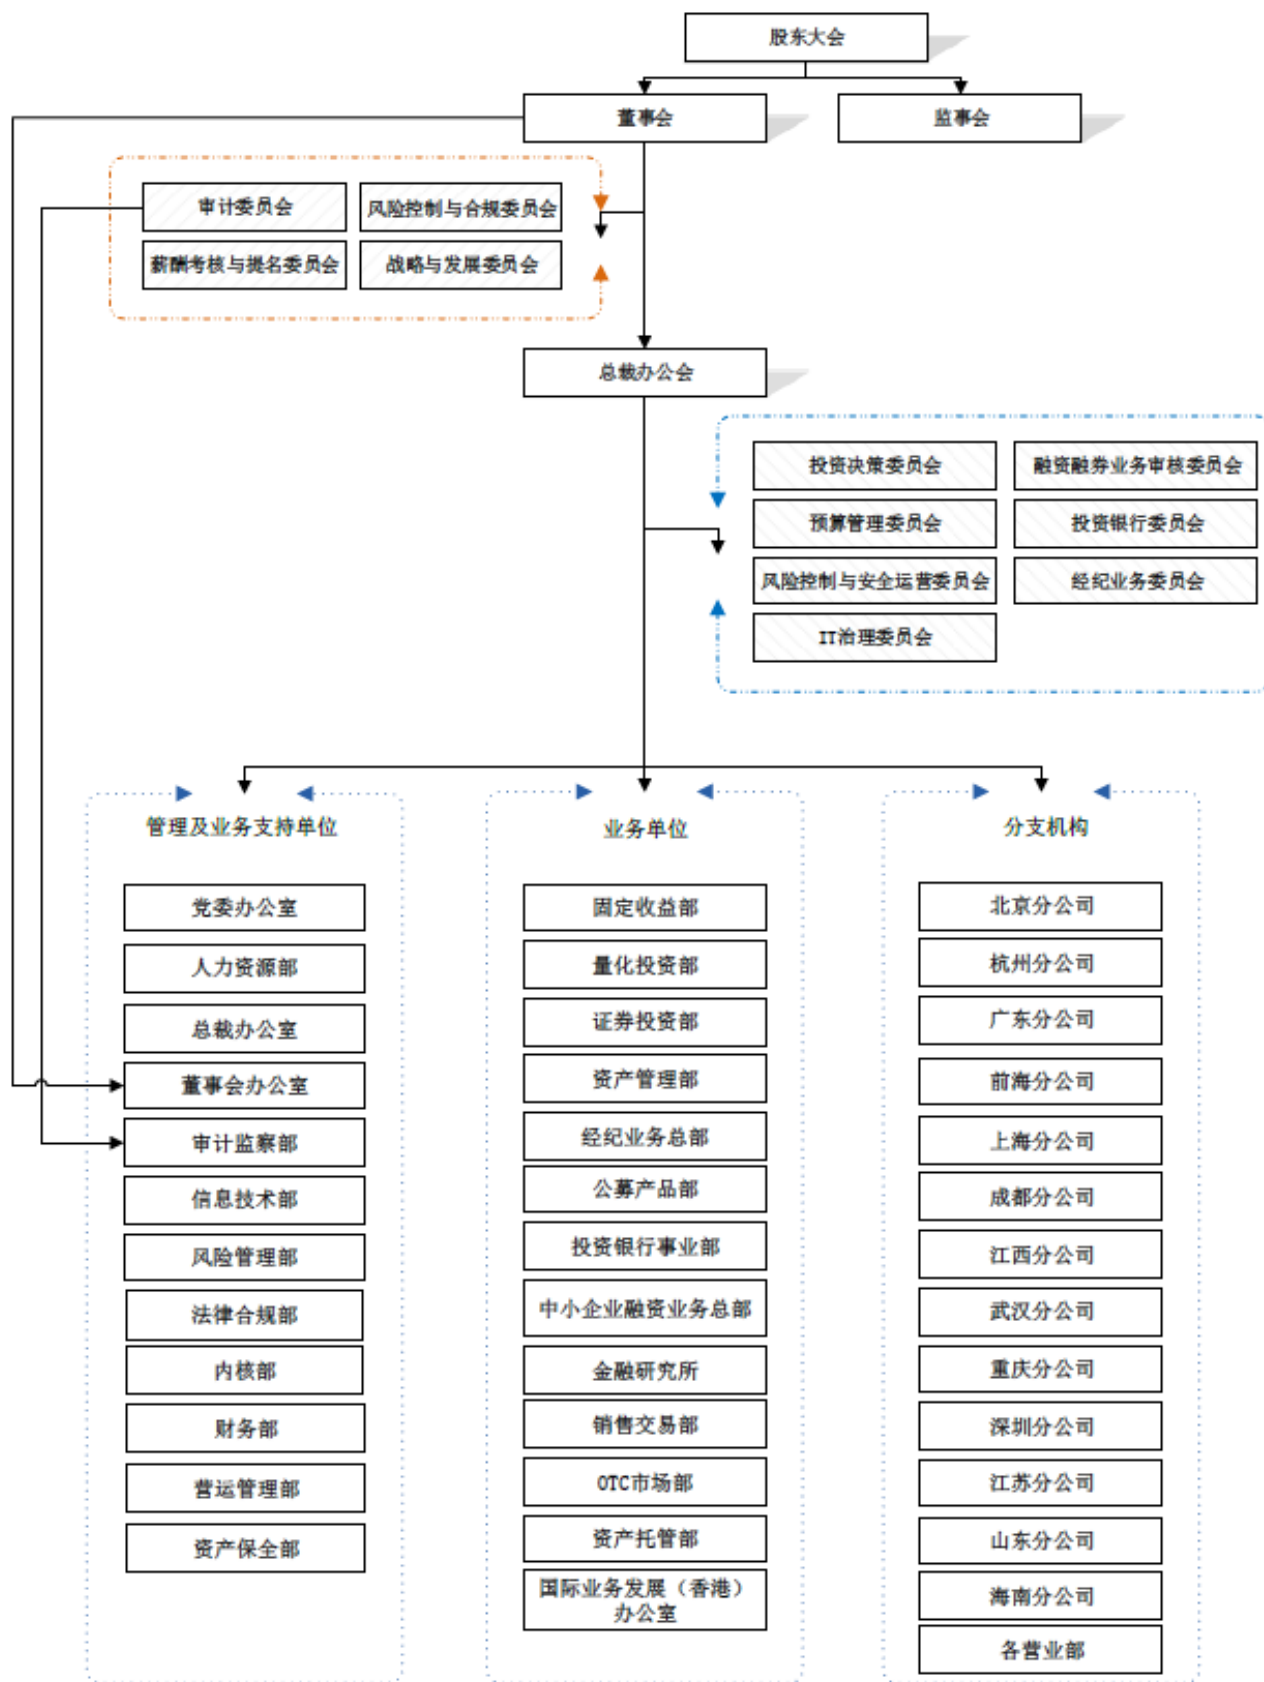 股东大会
董事会
监事会
审计委员会
风险控制与合规委员会
薪酬考核与提名委员会
战略与发展委员会
总裁办公会
投资决策委员会
融资融券业务审核委员会
预算管理委员会
投资银行委员会
风险控制与安全运营委员会
经纪业务委员会
IT治理委员会
管理及业务支持单位
党委办公室
人力资源部
总裁办公室
董事会办公室
审计监察部
信息技术部
风险管理部
法律合规部
内核部
财务部
营运管理部
资产保全部
业务单位
固定收益部
量化投资部
证券投资部
资产管理部
经纪业务总部
公募产品部
投资银行事业部
中小企业融资业务总部
金融研究所
销售交易部
OTC市场部
资产托管部
国际业务发展（香港）
办公室
分支机构
北京分公司
杭州分公司
广东分公司
前海分公司
上海分公司
成都分公司
江西分公司
武汉分公司
重庆分公司
深圳分公司
江苏分公司
山东分公司
海南分公司
各营业部